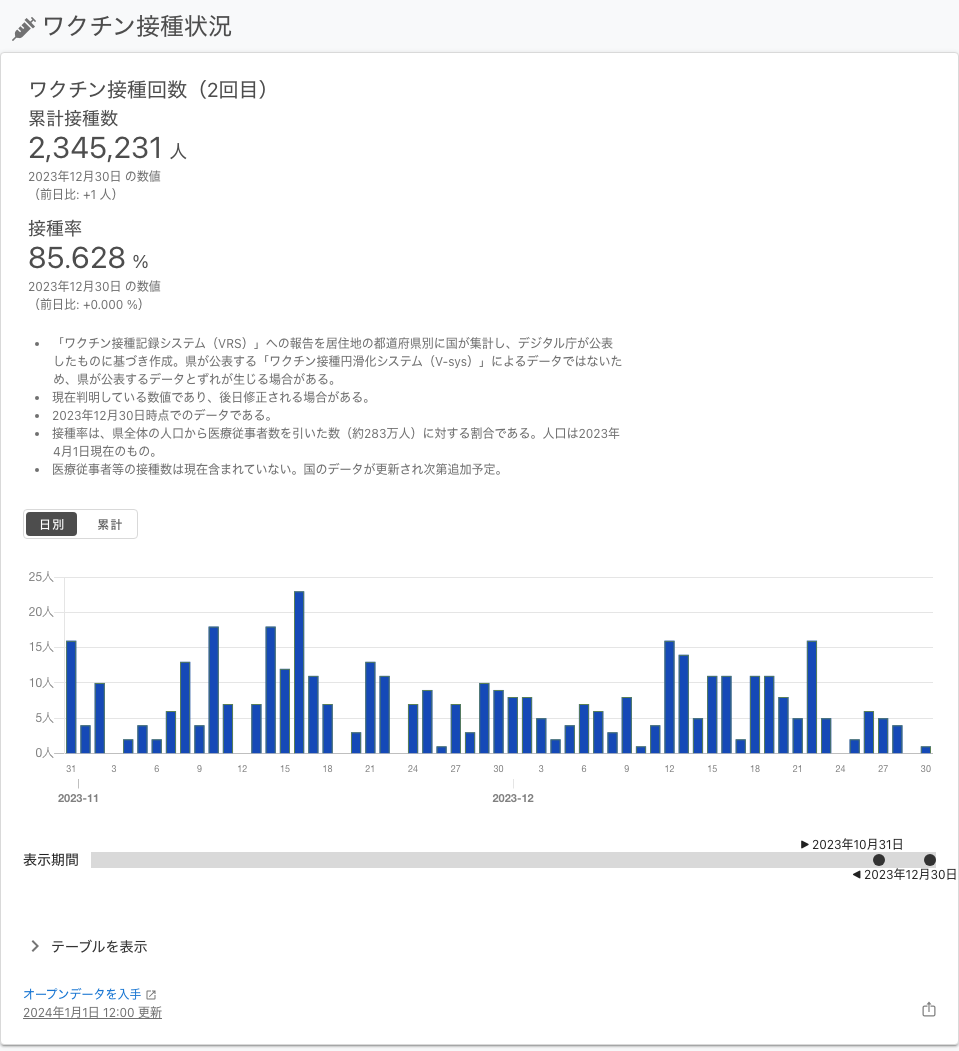 ワクチン接種状況
ワクチン接種回数（2回目）
累計接種数
2,345,231 人
2023年12月30日 の数値
（前日比: +1 人）
接種率
85.628 %
2023年12月30日 の数値
（前日比: +0.000 %）
「ワクチン接種記録システム（VRS）」への報告を居住地の都道府県別に国が集計し、デジタル庁が公表
したものに基づき作成。県が公表する「ワクチン接種円滑化システム（V-sys）」によるデータではないた
め、県が公表するデータとずれが生じる場合がある。
現在判明している数値であり、後日修正される場合がある。
2023年12月30日時点でのデータである。
接種率は、県全体の人口から医療従事者数を引いた数（約283万人）に対する割合である。人口は2023年
4月1日現在のもの。
医療従事者等の接種数は現在含まれていない。国のデータが更新され次第追加予定。
日別 累計
25人
20人
15人
10人
5人
0人
31 3 6 9 12 15 18 21 24 27 30 3 6 9 12 15 18 21 24 27 30
2023-11 2023-12
▶ 2023年10月31日
表示期間
◀ 2023年12月30日
テーブルを表示
オープンデータを入手
2024年1月1日 12:00 更新